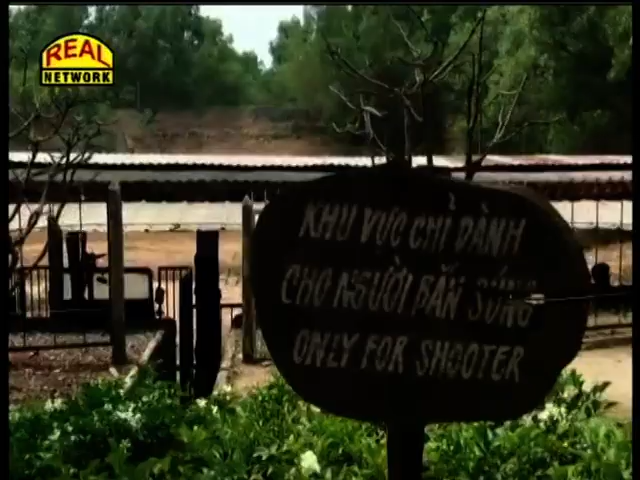 REAL
NETWORK
KHU VỰC CHỈ DÀNH
CHO NGƯỜI BẮN SÚNG
ONLY FOR SHOOTER